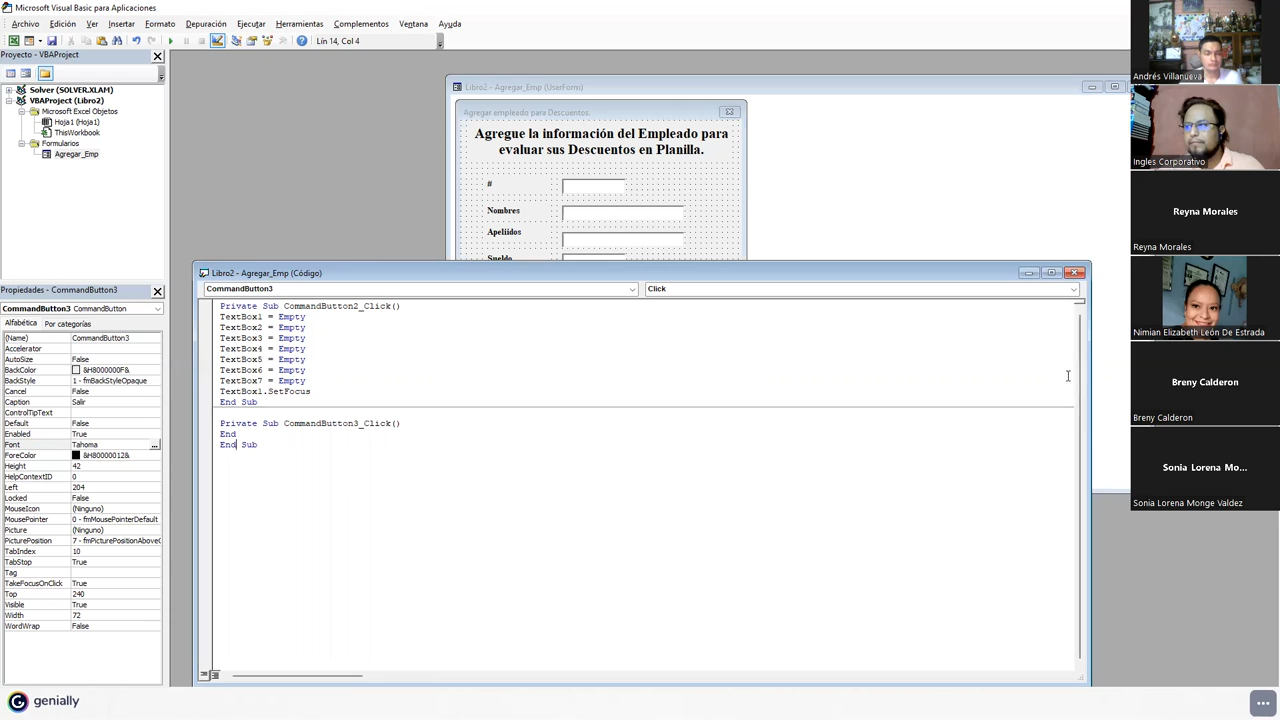 Microsoft Visual Basic para Aplicaciones
Archivo Edición Ver Insertar Formato Depuración Ejecutar Herramientas Complementos Ventana Ayuda
Lín 14, Col 4
Proyecto - VBAProject
Solver (SOLVER.XLAM)
VBAProject (Libro2)
Microsoft Excel Objetos
Hoja1 (Hoja1)
ThisWorkbook
Formularios
Agregar_Emp
Propiedades - CommandButton3
CommandButton3 CommandButton
Alfabética Por categorías
(Name) CommandButton3
Accelerator
AutoSize False
BackColor &H8000000F&
BackStyle 1 - fmBackStyleOpaque
Cancel False
Caption Salir
ControlTipText
Default False
Enabled True
Font Tahoma ...
ForeColor &H80000012&
Height 42
HelpContextID 0
Left 204
Locked False
MouseIcon (Ninguno)
MousePointer 0 - fmMousePointerDefault
Picture (Ninguno)
PicturePosition 7 - fmPicturePositionAboveC
TabIndex 10
TabStop True
Tag
TakeFocusOnClick True
Top 240
Visible True
Width 72
WordWrap False
Libro2 - Agregar_Emp (UserForm)
Agregar empleado para Descuentos.
Agregue la información del Empleado para
evaluar sus Descuentos en Planilla.
#
Nombres
Apeliidos
Sueldo
Libro2 - Agregar_Emp (Código)
CommandButton3 Click
Private Sub CommandButton2_Click()
TextBox1 = Empty
TextBox2 = Empty
TextBox3 = Empty
TextBox4 = Empty
TextBox5 = Empty
TextBox6 = Empty
TextBox7 = Empty
TextBox1.SetFocus
End Sub
Private Sub CommandButton3_Click()
End
End Sub
Andrés Villanueva
Ingles Corporativo
Reyna Morales
Reyna Morales
Nimian Elizabeth León De Estrada
Breny Calderon
Breny Calderon
Sonia Lorena Mo...
Sonia Lorena Monge Valdez
genially